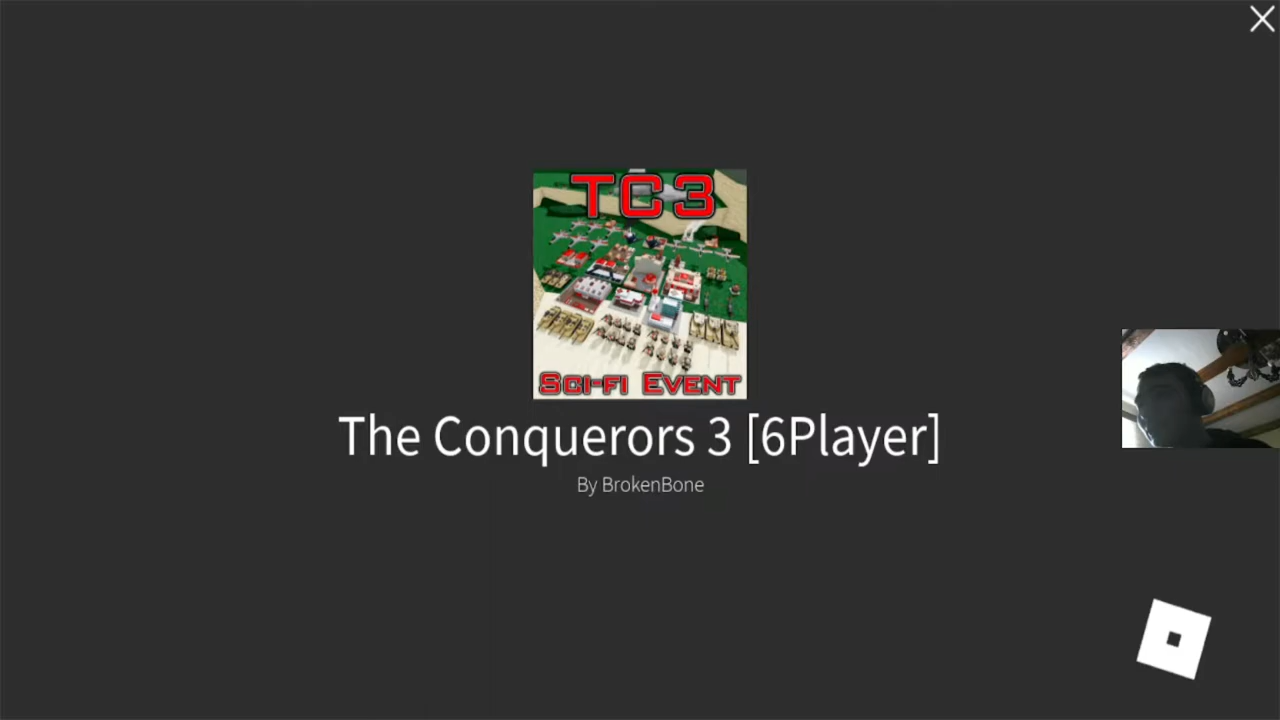 TC3
SCI-FI EVENT
The Conquerors 3 [6Player]
By BrokenBone